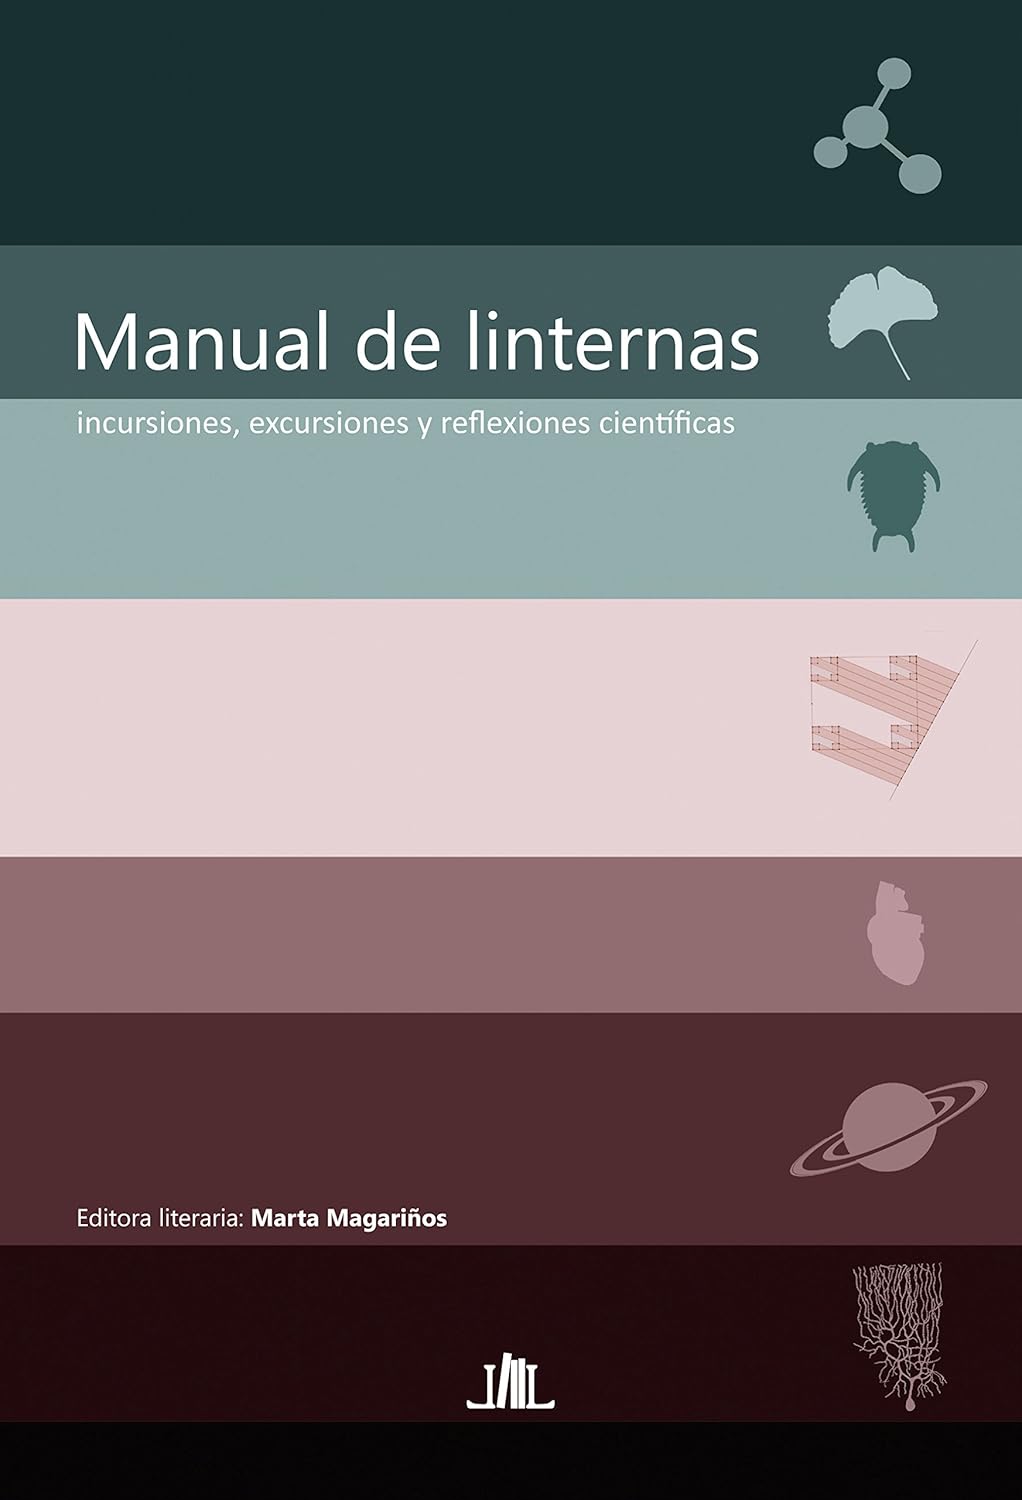 Manual de linternas
incursiones, excursiones y reflexiones científicas
Editora literaria: Marta Magariños